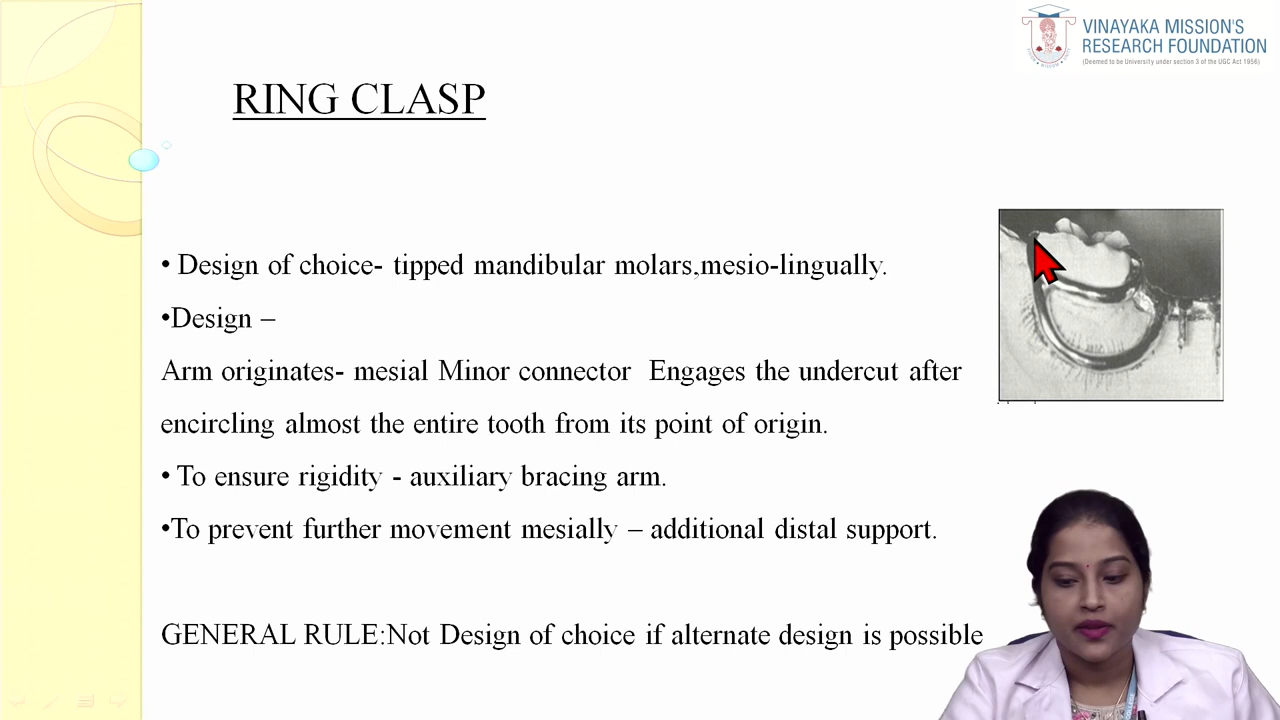 VINAYAKA MISSION'S
RESEARCH FOUNDATION
(Deemed to be University under section 3 of the UGC Act 1956)
RING CLASP
• Design of choice- tipped mandibular molars,mesio-lingually.
•Design –
Arm originates- mesial Minor connector Engages the undercut after
encircling almost the entire tooth from its point of origin.
• To ensure rigidity - auxiliary bracing arm.
•To prevent further movement mesially – additional distal support.
GENERAL RULE:Not Design of choice if alternate design is possible